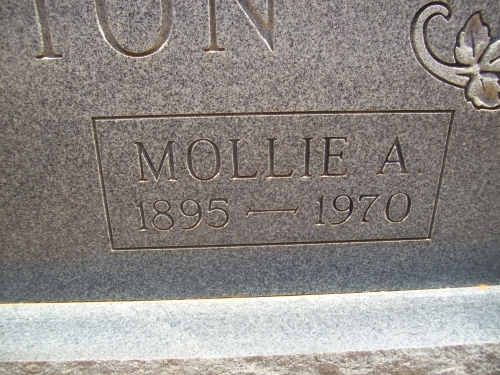 TON
MOLLIE A.
1895 — 1970